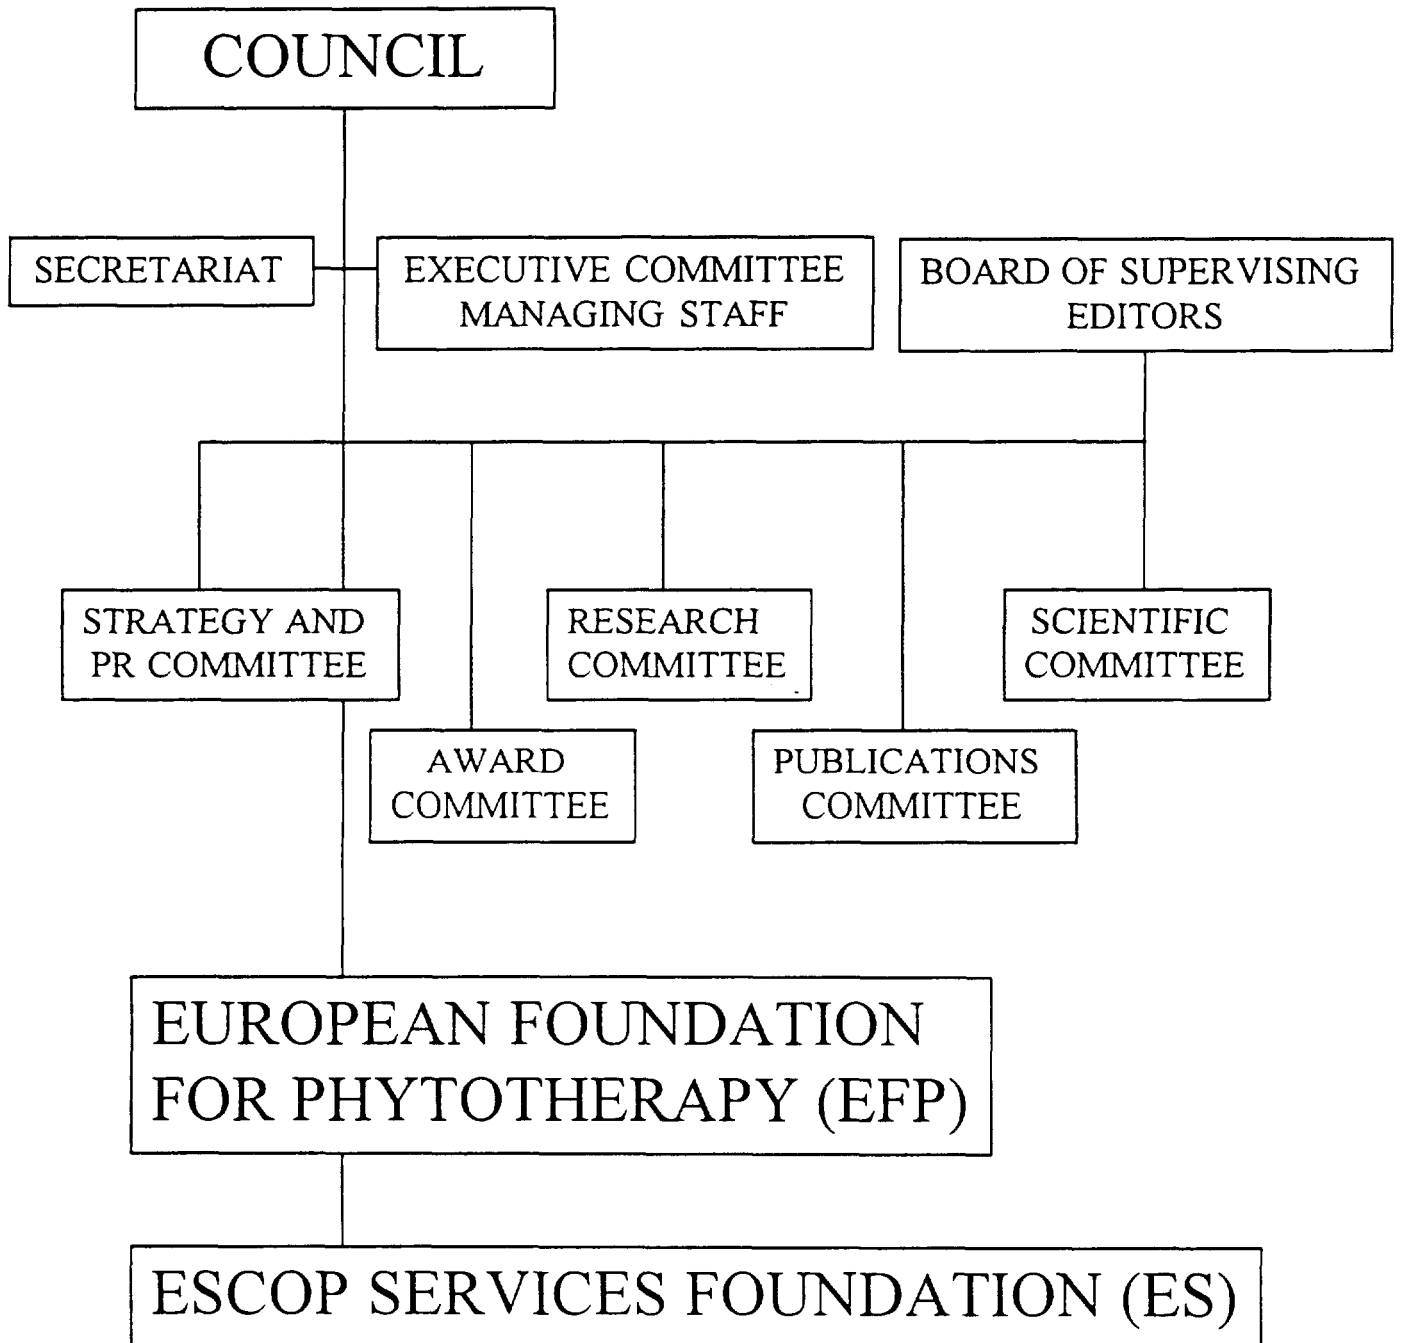 COUNCIL
SECRETARIAT
EXECUTIVE COMMITTEE
MANAGING STAFF
BOARD OF SUPERVISING
EDITORS
STRATEGY AND
PR COMMITTEE
RESEARCH
COMMITTEE
SCIENTIFIC
COMMITTEE
AWARD
COMMITTEE
PUBLICATIONS
COMMITTEE
EUROPEAN FOUNDATION
FOR PHYTOTHERAPY (EFP)
ESCOP SERVICES FOUNDATION (ES)